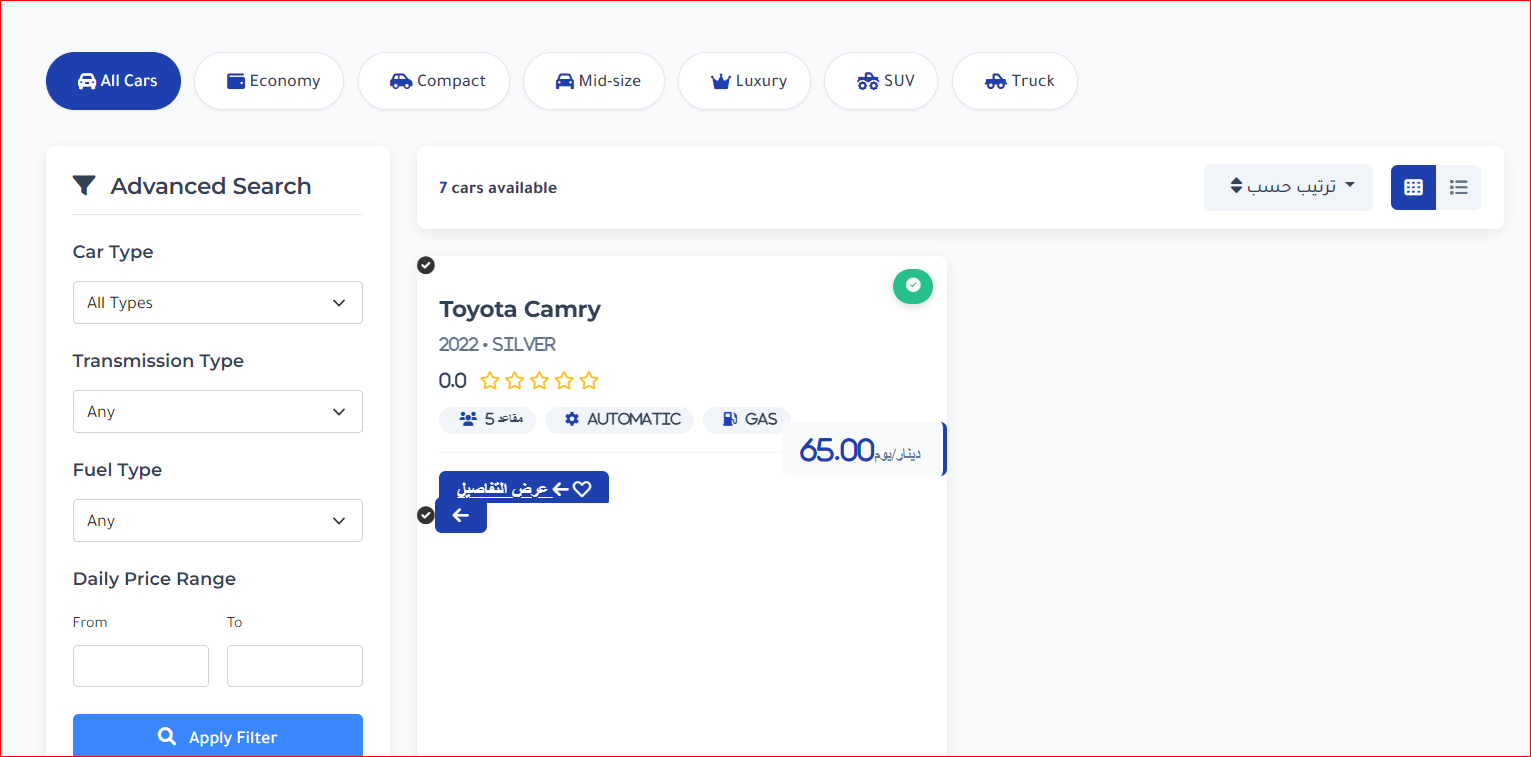 All Cars
Economy
Compact
Mid-size
Luxury
SUV
Truck
Advanced Search
Car Type
All Types
Transmission Type
Any
Fuel Type
Any
Daily Price Range
From To
Apply Filter
7 cars available
ترتيب حسب
Toyota Camry
2022 • SILVER
0.0
5 مقاعد
AUTOMATIC
GAS
65.00 دينار/يوم
عرض التفاصيل